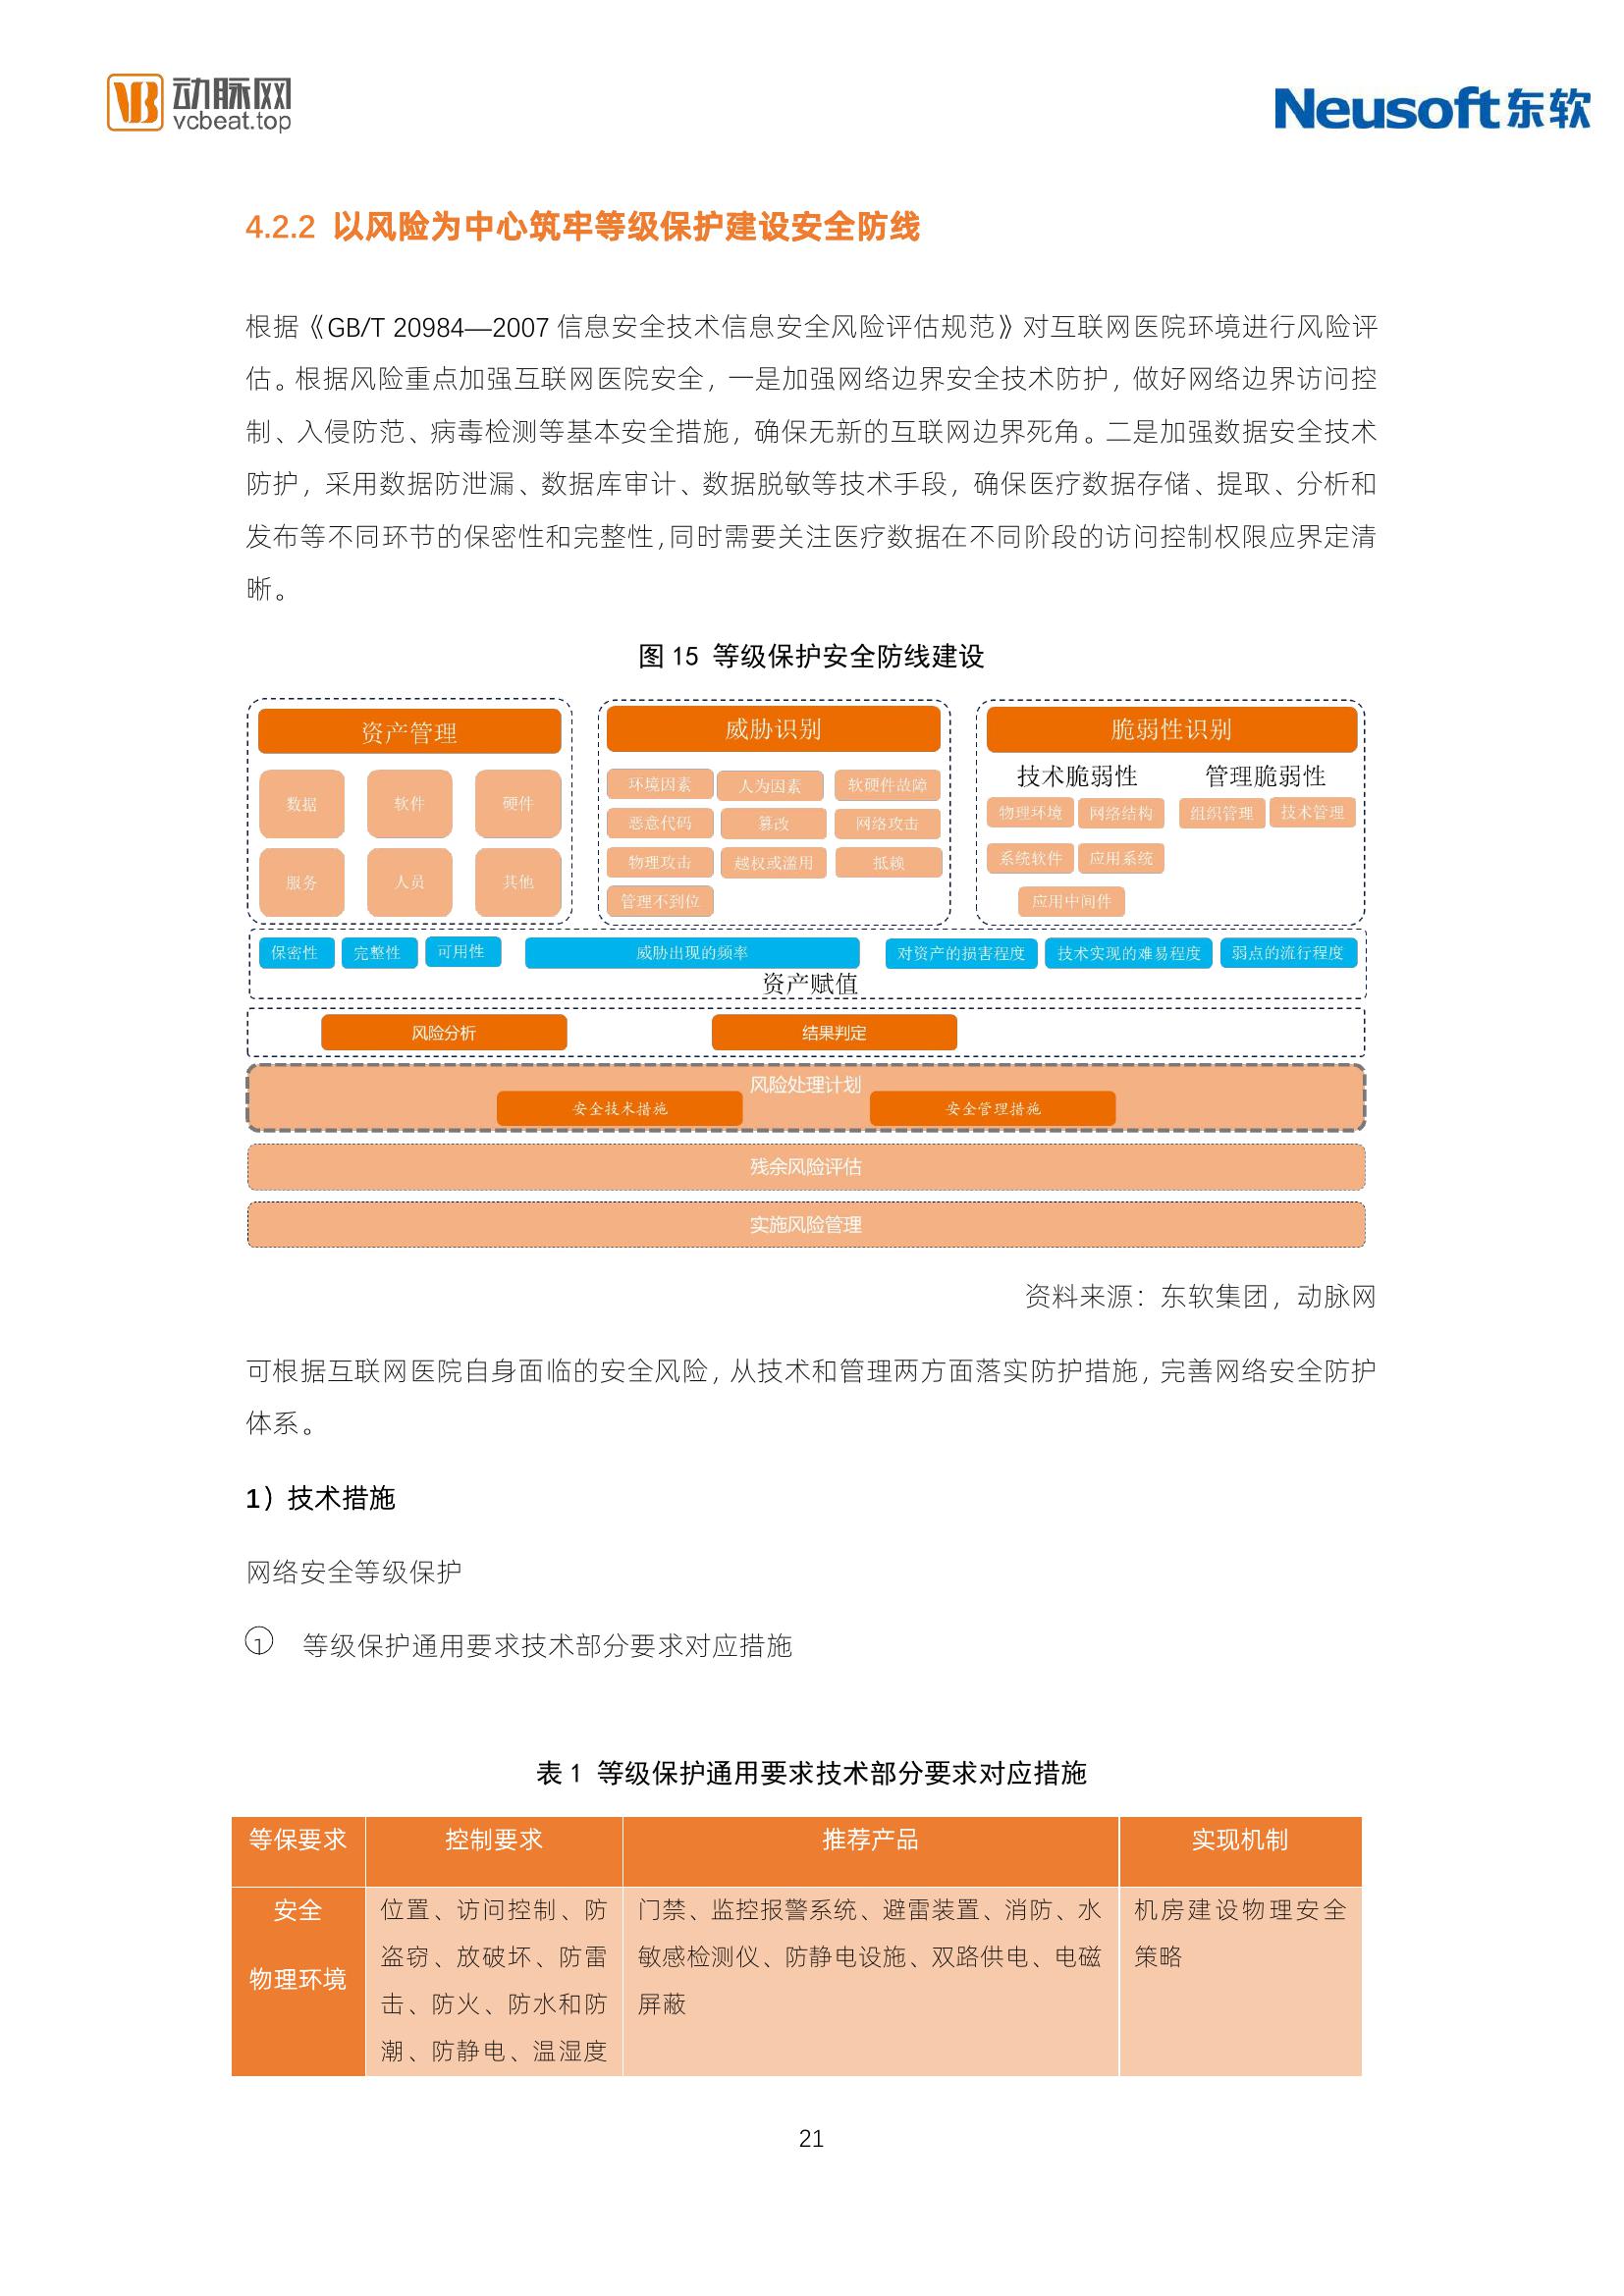 动脉网
vcbeat.top
Neusoft东软
4.2.2 以风险为中心筑牢等级保护建设安全防线
根据《GB/T 20984—2007 信息安全技术信息安全风险评估规范》对互联网医院环境进行风险评
估。根据风险重点加强互联网医院安全，一是加强网络边界安全技术防护，做好网络边界访问控
制、入侵防范、病毒检测等基本安全措施，确保无新的互联网边界死角。二是加强数据安全技术
防护，采用数据防泄漏、数据库审计、数据脱敏等技术手段，确保医疗数据存储、提取、分析和
发布等不同环节的保密性和完整性，同时需要关注医疗数据在不同阶段的访问控制权限应界定清
晰。
图 15 等级保护安全防线建设
资产管理
数据 软件 硬件
服务 人员 其他
威胁识别
环境因素 人为因素 软硬件故障
恶意代码 篡改 网络攻击
物理攻击 越权或滥用 抵赖
管理不到位
脆弱性识别
技术脆弱性 管理脆弱性
物理环境 网络结构 组织管理 技术管理
系统软件 应用系统
应用中间件
保密性 完整性 可用性 威胁出现的频率 对资产的损害程度 技术实现的难易程度 弱点的流行程度
资产赋值
风险分析 结果判定
风险处理计划
安全技术措施 安全管理措施
残余风险评估
实施风险管理
资料来源：东软集团，动脉网
可根据互联网医院自身面临的安全风险，从技术和管理两方面落实防护措施，完善网络安全防护
体系。
1）技术措施
网络安全等级保护
① 等级保护通用要求技术部分要求对应措施
表 1 等级保护通用要求技术部分要求对应措施
等保要求 控制要求 推荐产品 实现机制
安全
物理环境
位置、访问控制、防
盗窃、放破坏、防雷
击、防火、防水和防
潮、防静电、温湿度
门禁、监控报警系统、避雷装置、消防、水
敏感检测仪、防静电设施、双路供电、电磁
屏蔽
机房建设物理安全
策略
21